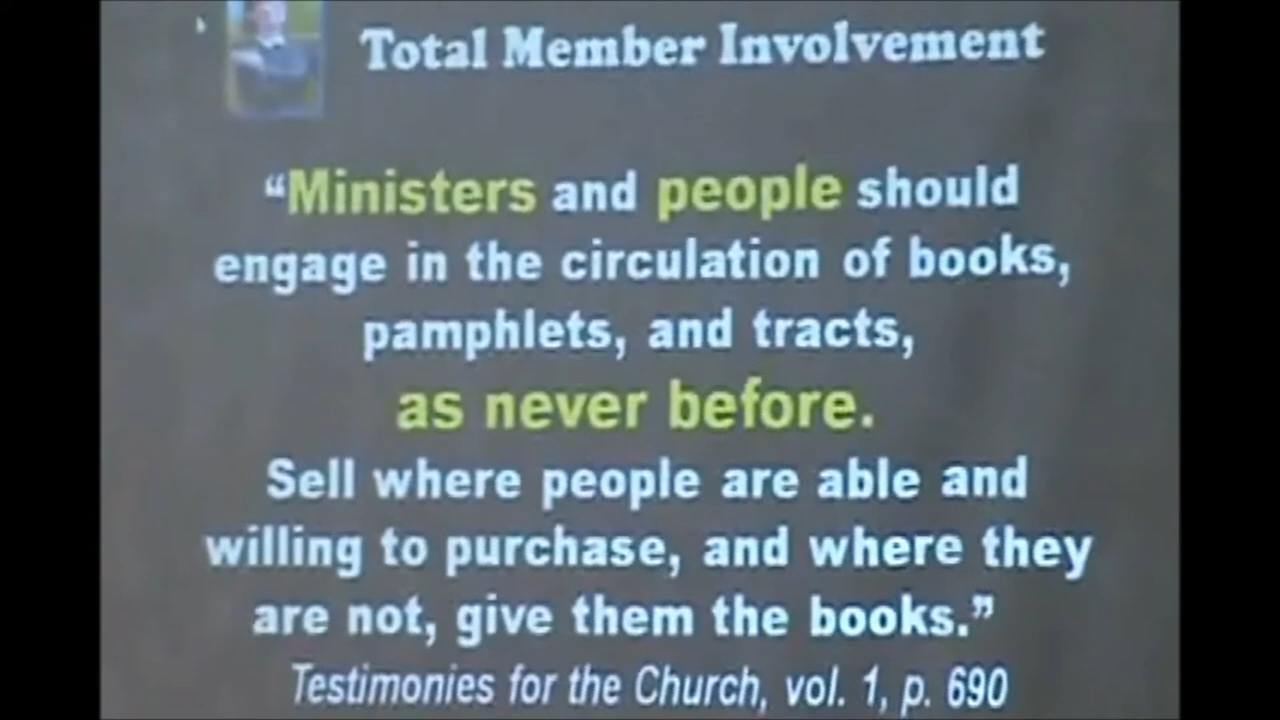 Total Member Involvement
“Ministers and people should
engage in the circulation of books,
pamphlets, and tracts,
as never before.
Sell where people are able and
willing to purchase, and where they
are not, give them the books.”
Testimonies for the Church, vol. 1, p. 690